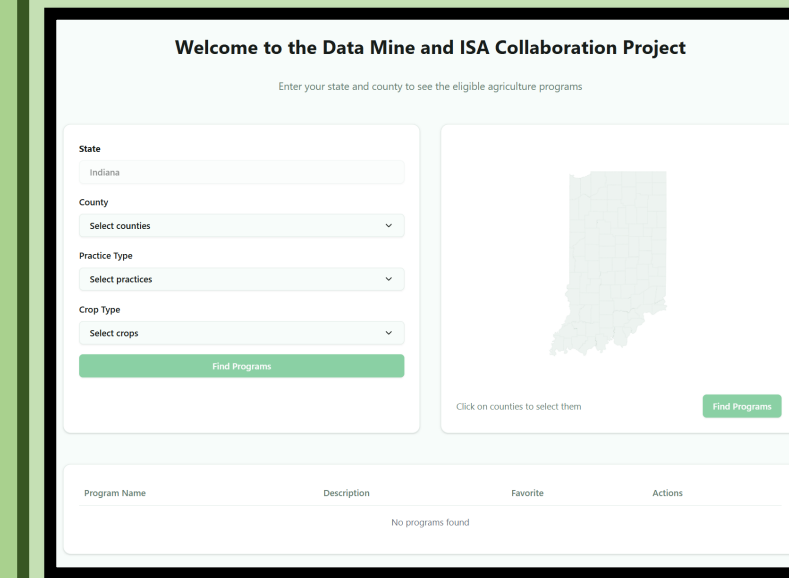 Welcome to the Data Mine and ISA Collaboration Project
Enter your state and county to see the eligible agriculture programs
State
Indiana
County
Select counties
Practice Type
Select practices
Crop Type
Select crops
Find Programs
Click on counties to select them
Find Programs
Program Name Description Favorite Actions
No programs found